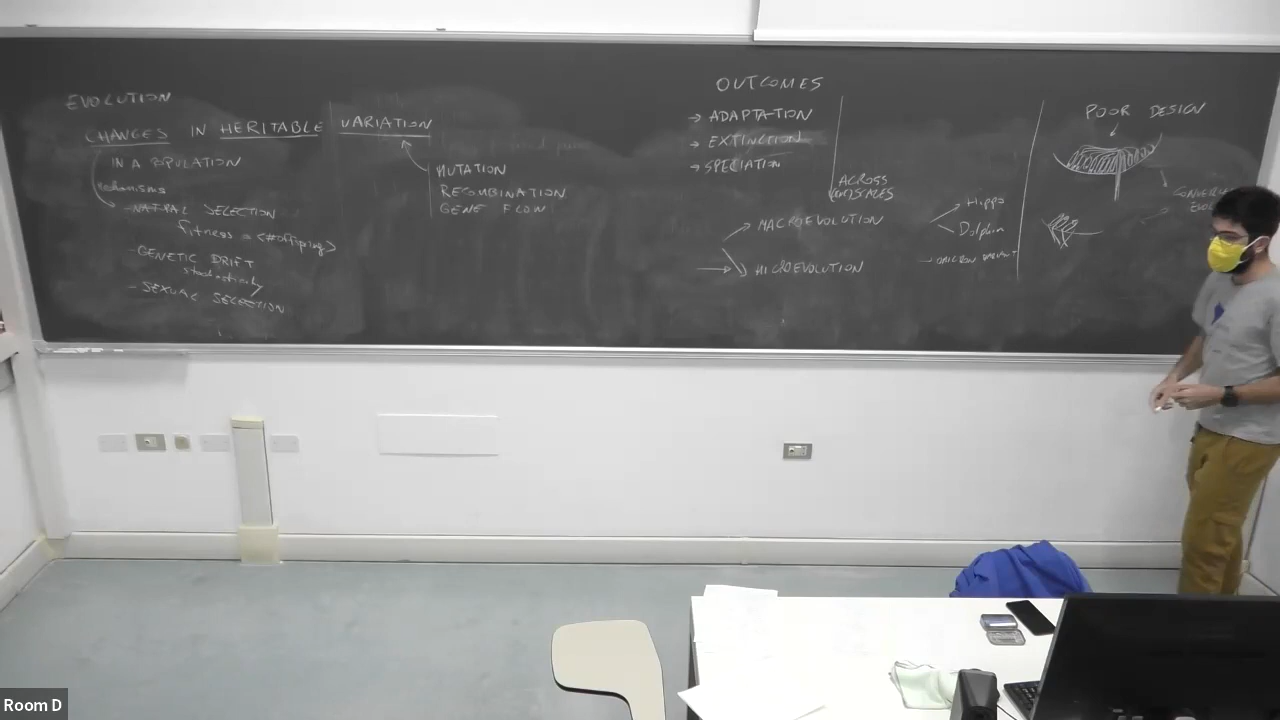 EVOLUTION
CHANGES IN HERITABLE VARIATION
IN A POPULATION
Mechanisms
- NATURAL SELECTION
fitness = <#offspring>
- GENETIC DRIFT
stochasticity
- SEXUAL SELECTION
MUTATION
RECOMBINATION
GENE FLOW
OUTCOMES
→ ADAPTATION
→ EXTINCTION
→ SPECIATION
ACROSS
MACROEVOLUTION
MICROEVOLUTION
Hippo
Dolphin
→ OMICRON
POOR DESIGN
Room D